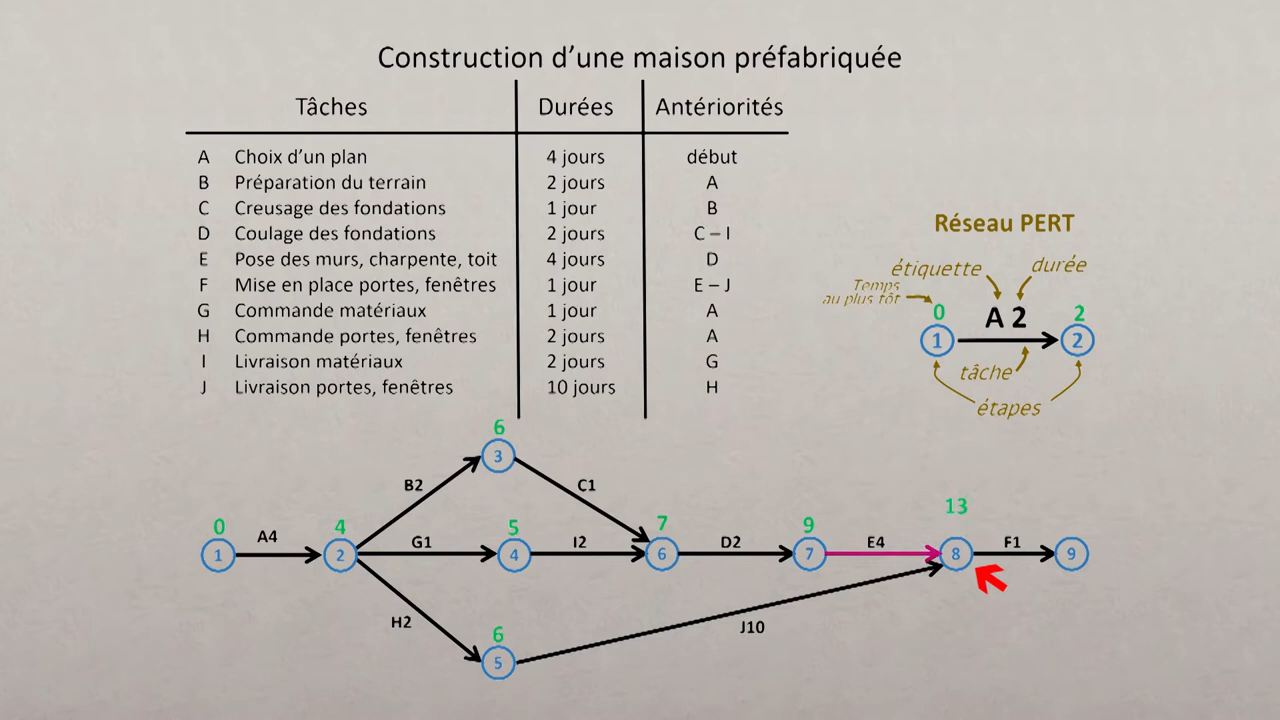 Construction d’une maison préfabriquée
Tâches Durées Antériorités
A Choix d’un plan 4 jours début
B Préparation du terrain 2 jours A
C Creusage des fondations 1 jour B
D Coulage des fondations 2 jours C – I
E Pose des murs, charpente, toit 4 jours D
F Mise en place portes, fenêtres 1 jour E – J
G Commande matériaux 1 jour A
H Commande portes, fenêtres 2 jours A
I Livraison matériaux 2 jours G
J Livraison portes, fenêtres 10 jours H
Réseau PERT
étiquette durée
Temps
au plus tôt
0 A 2 2
1 2
tâche
étapes
6
3
B2 C1
0 A4 4 G1 5 I2 7 D2 9 E4 13 F1
1 2 4 6 7 8 9
H2 J10
6
5